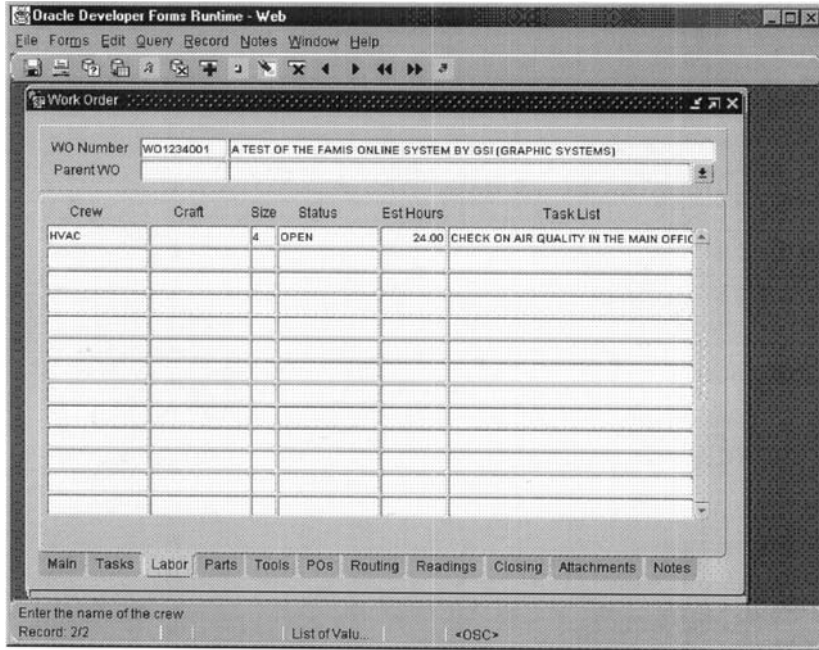 Oracle Developer Forms Runtime - Web
File Forms Edit Query Record Notes Window Help
Work Order
WO Number WO1234001 A TEST OF THE FAMIS ONLINE SYSTEM BY GSI (GRAPHIC SYSTEMS)
Parent WO
Crew Craft Size Status Est Hours Task List
HVAC 4 OPEN 24.00 CHECK ON AIR QUALITY IN THE MAIN OFFIC
Main Tasks Labor Parts Tools POs Routing Readings Closing Attachments Notes
Enter the name of the crew
Record: 2/2 List of Valu... <OSC>